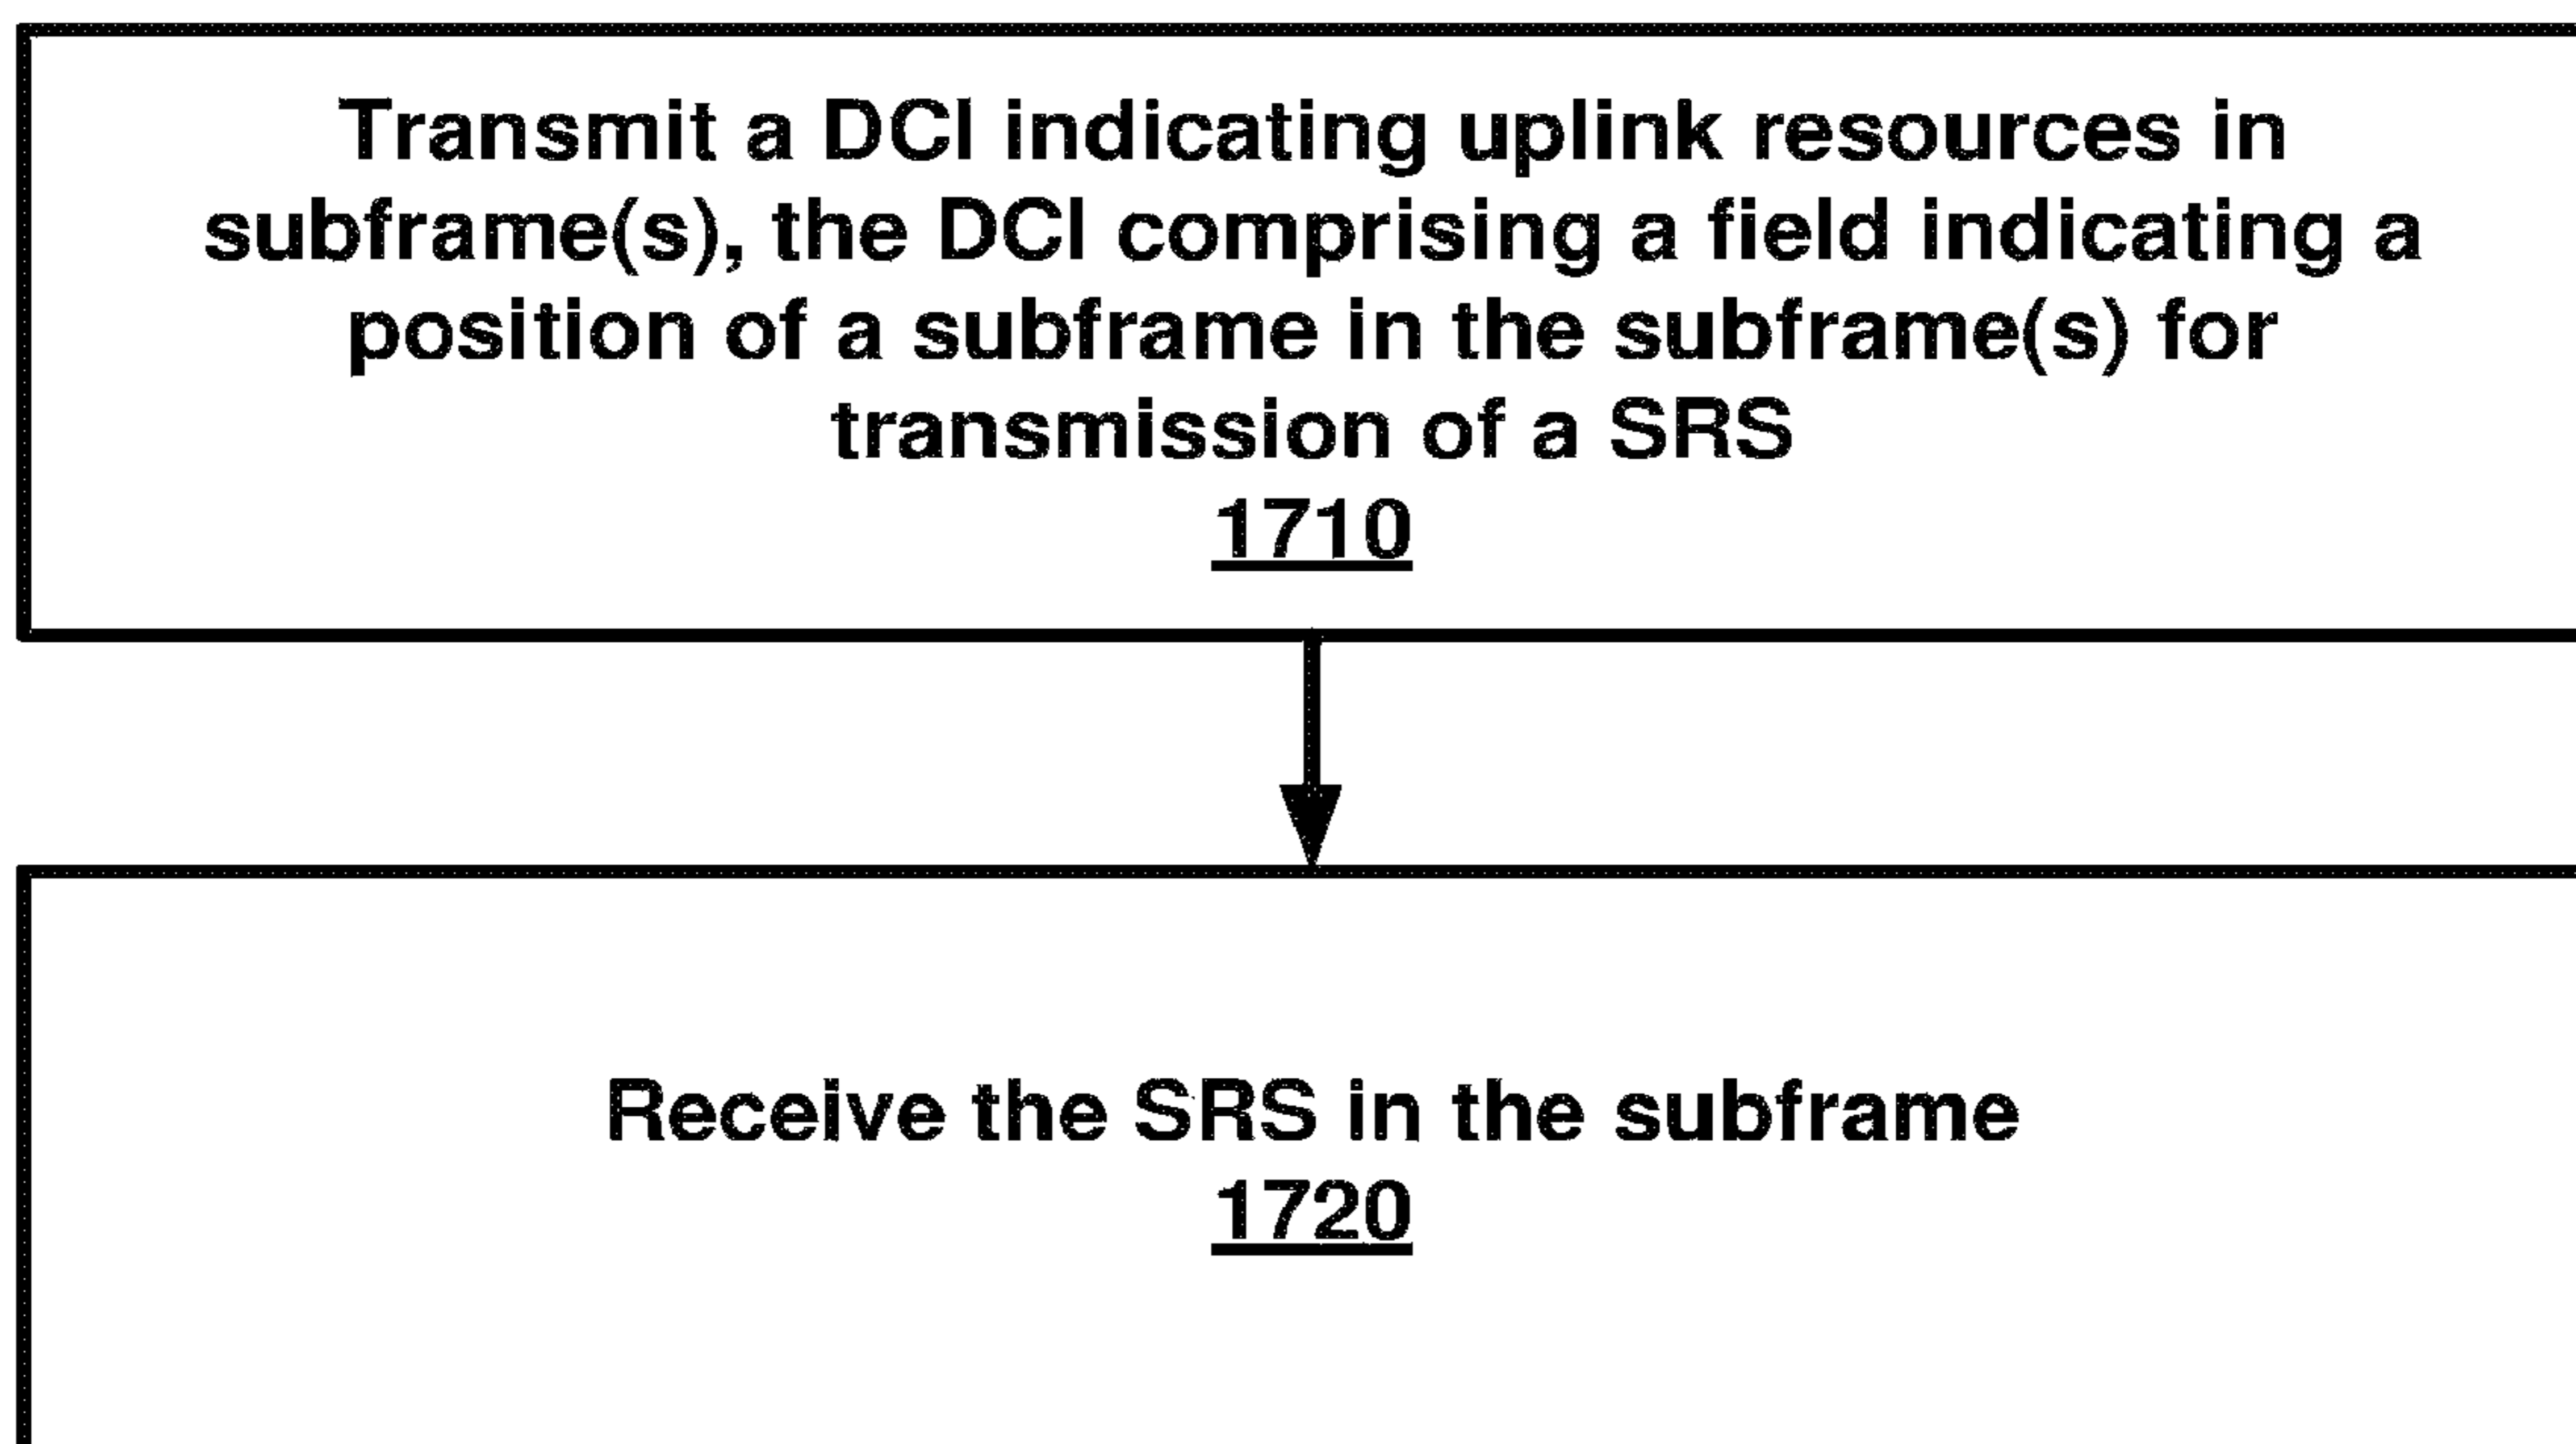 Transmit a DCI indicating uplink resources in
subframe(s), the DCI comprising a field indicating a
position of a subframe in the subframe(s) for
transmission of a SRS
1710
Receive the SRS in the subframe
1720